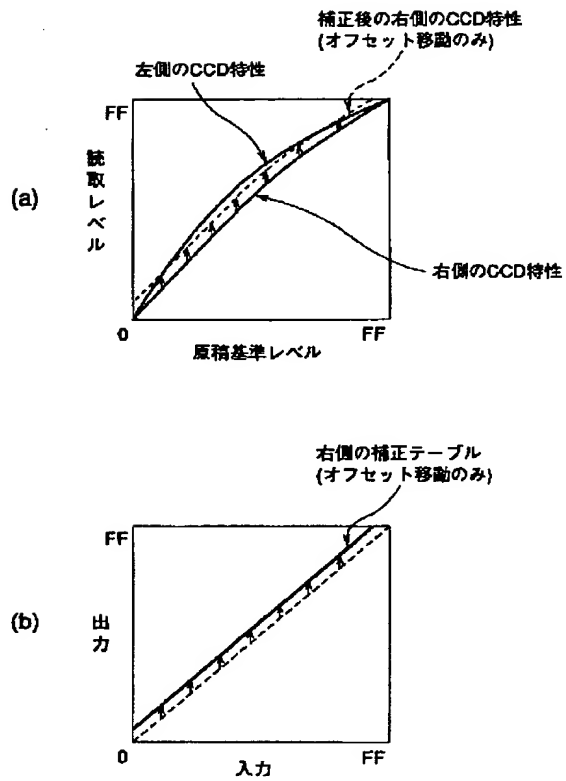 補正後の右側のCCD特性
(オフセット移動のみ)
左側のCCD特性
FF
読取レベル
(a)
右側のCCD特性
0
FF
原稿基準レベル
右側の補正テーブル
(オフセット移動のみ)
FF
(b)
出力
0
FF
入力